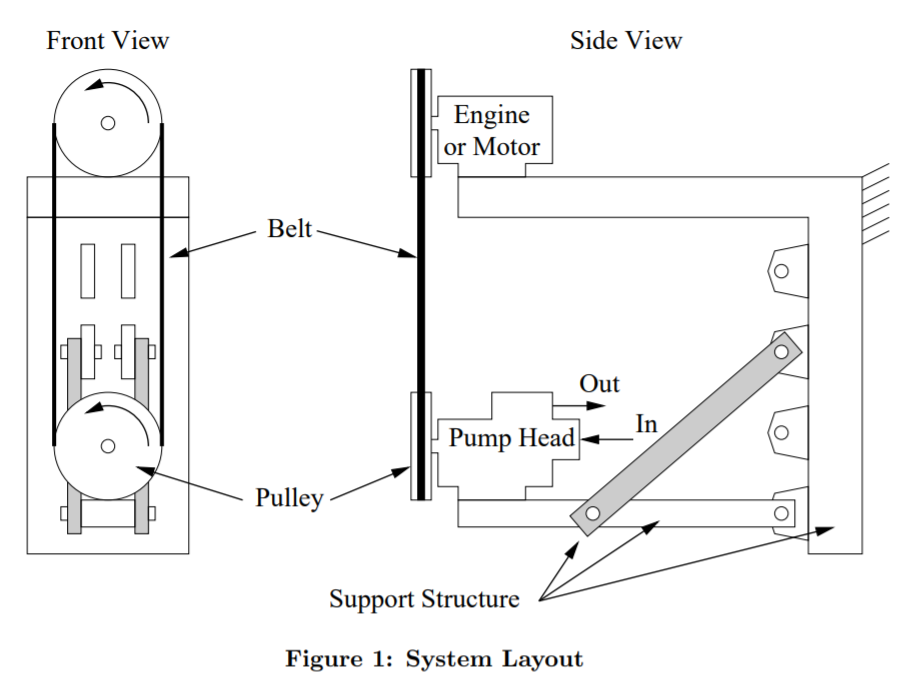 Front View
Side View
Engine
or Motor
Belt
Out
In
Pump Head
Pulley
Support Structure
Figure 1: System Layout